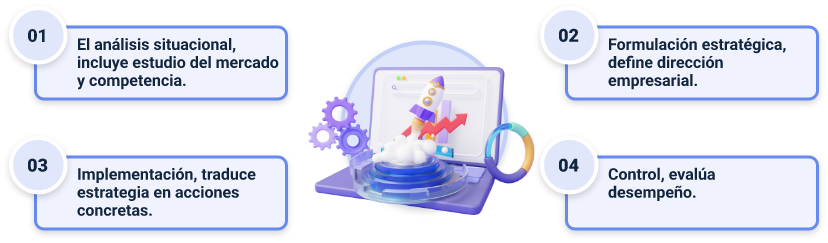 01
El análisis situacional,
incluye estudio del mercado
y competencia.
02
Formulación estratégica,
define dirección
empresarial.
03
Implementación, traduce
estrategia en acciones
concretas.
04
Control, evalúa
desempeño.